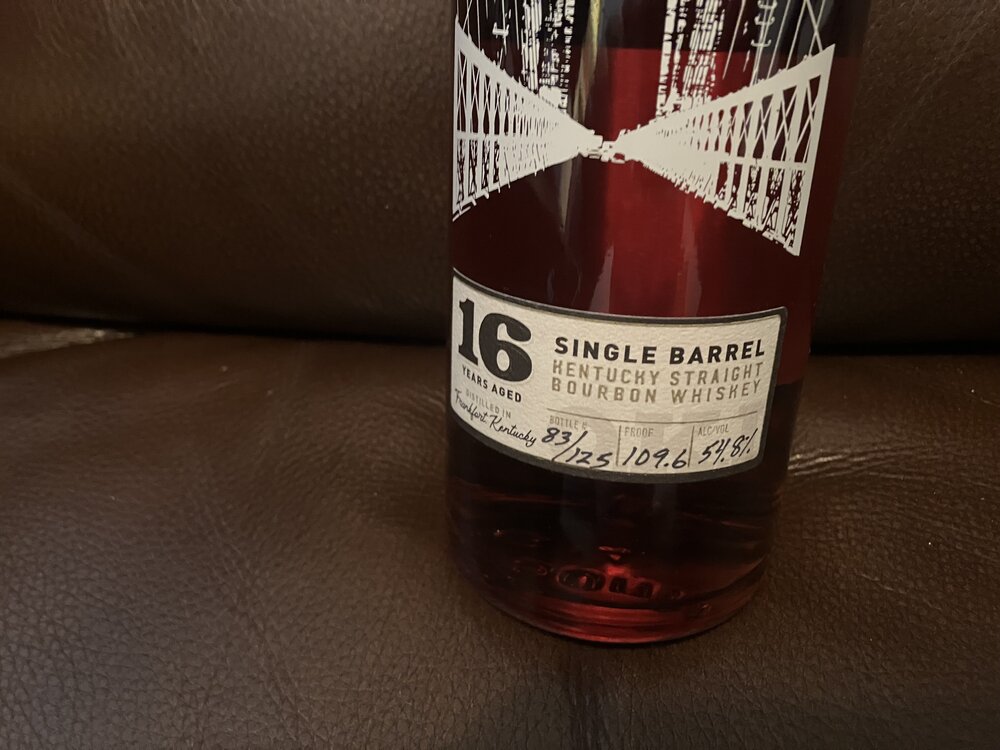 16
YEARS AGED
DISTILLED IN
Frankfort Kentucky
SINGLE BARREL
KENTUCKY STRAIGHT
BOURBON WHISKEY
BOTTLE #
83/125
PROOF
109.6
ALC/VOL
54.8%